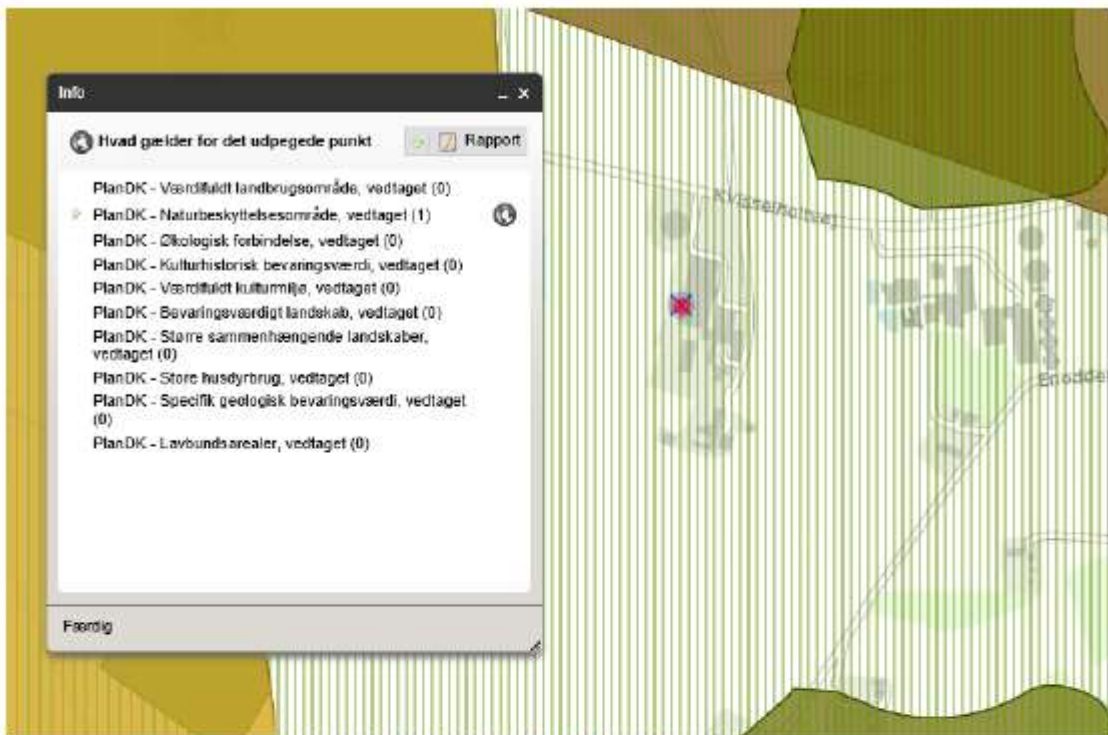 Info
Hvad gælder for det udpegede punkt
Rapport
PlanDK - Værdifuldt landbrugsområde, vedtaget (0)
PlanDK - Naturbeskyttelsesområde, vedtaget (1)
PlanDK - Økologisk forbindelse, vedtaget (0)
PlanDK - Kulturhistorisk bevaringsværdi, vedtaget (0)
PlanDK - Værdifuldt kulturmiljø, vedtaget (0)
PlanDK - Bevaringsværdigt landskab, vedtaget (0)
PlanDK - Større sammenhængende landskaber,
vedtaget (0)
PlanDK - Store husdyrbrug, vedtaget (0)
PlanDK - Specifik geologisk bevaringsværdi, vedtaget
(0)
PlanDK - Lavbundsarealer, vedtaget (0)
Færdig